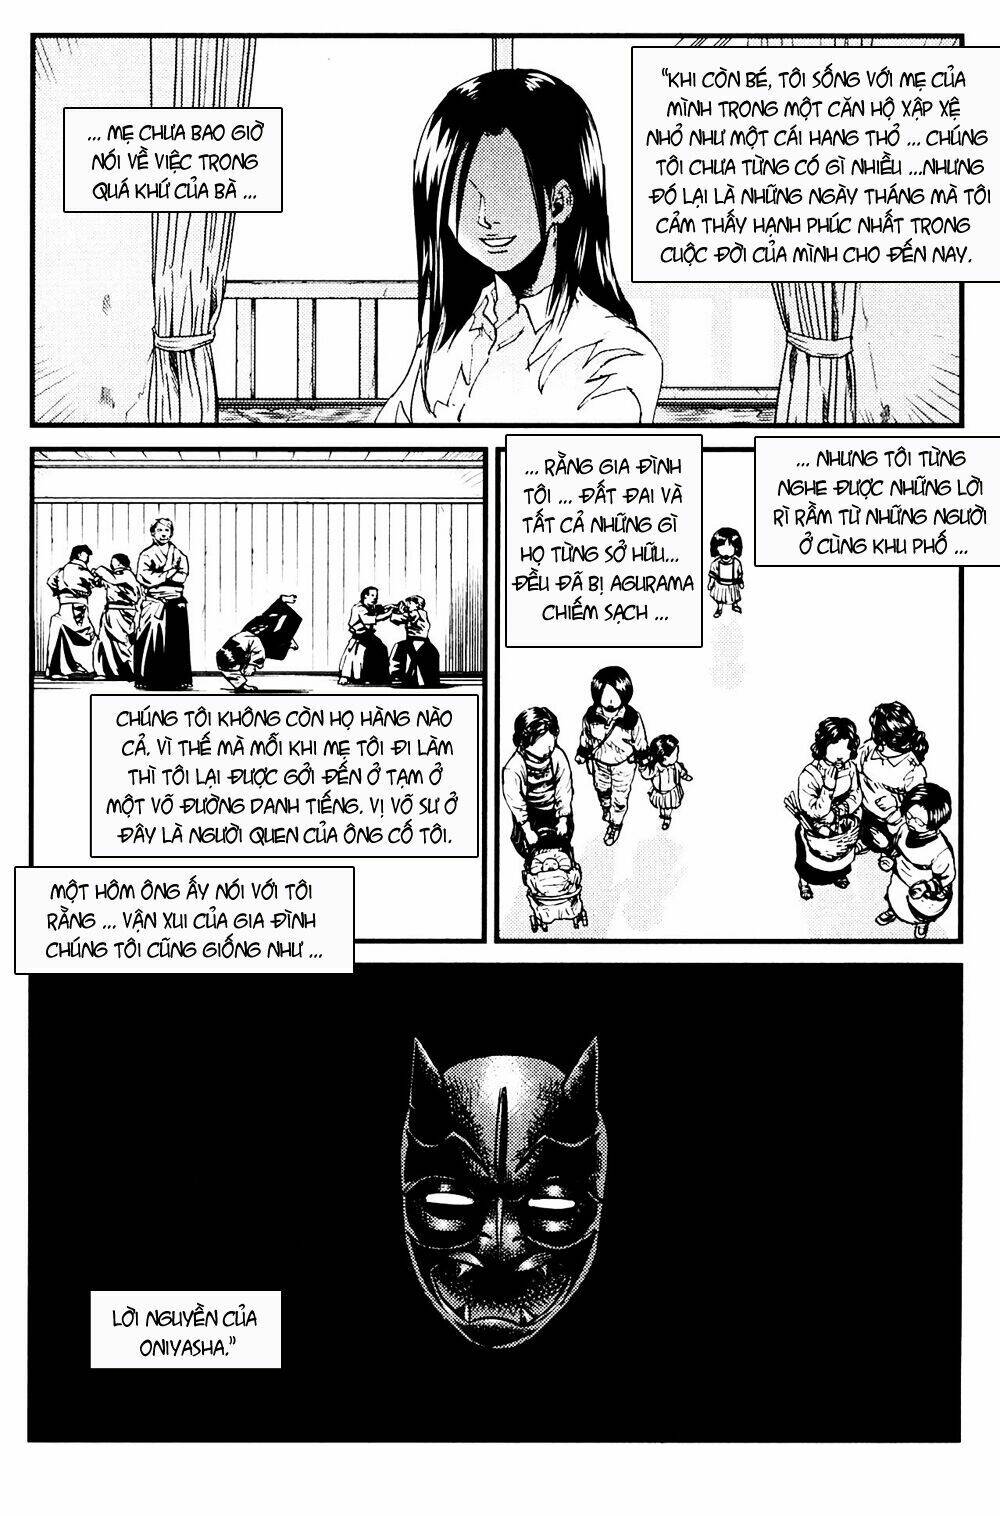 "KHI CÒN BÉ, TÔI SỐNG VỚI MẸ CỦA
MÌNH TRONG MỘT CĂN HỘ XẬP XỆ
NHỎ NHƯ MỘT CÁI HANG THỎ ... CHÚNG
TÔI CHƯA TỪNG CÓ GÌ NHIỀU ...NHƯNG
ĐÓ LẠI LÀ NHỮNG NGÀY THÁNG MÀ TÔI
CẢM THẤY HẠNH PHÚC NHẤT TRONG
CUỘC ĐỜI CỦA MÌNH CHO ĐẾN NAY.
... MẸ CHƯA BAO GIỜ
NÓI VỀ VIỆC TRONG
QUÁ KHỨ CỦA BÀ ...
... NHƯNG TÔI TỪNG
NGHE ĐƯỢC NHỮNG LỜI
RÌ RẦM TỪ NHỮNG NGƯỜI
Ở CÙNG KHU PHỐ ...
... RẰNG GIA ĐÌNH
TÔI ... ĐẤT ĐAI VÀ
TẤT CẢ NHỮNG GÌ
HỌ TỪNG SỞ HỮU...
ĐỀU ĐÃ BỊ AGURAMA
CHIẾM SẠCH ...
CHÚNG TÔI KHÔNG CÒN HỌ HÀNG NÀO
CẢ. VÌ THẾ MÀ MỖI KHI MẸ TÔI ĐI LÀM
THÌ TÔI LẠI ĐƯỢC GỞI ĐẾN Ở TẠM Ở
MỘT VÕ ĐƯỜNG DANH TIẾNG. VỊ VÕ SƯ Ở
ĐÂY LÀ NGƯỜI QUEN CỦA ÔNG CỐ TÔI.
MỘT HÔM ÔNG ẤY NÓI VỚI TÔI
RẰNG ... VẬN XUI CỦA GIA ĐÌNH
CHÚNG TÔI CŨNG GIỐNG NHƯ ...
LỜI NGUYỀN CỦA
ONIYASHA."